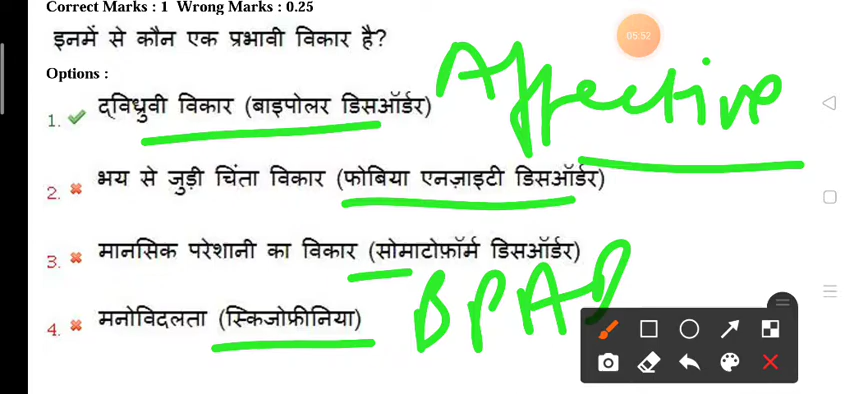 Correct Marks : 1 Wrong Marks : 0.25
05:52
इनमें से कौन एक प्रभावी विकार है?
Options :
Affective
1. द्विध्रुवी विकार (बाइपोलर डिसऑर्डर)
2. भय से जुड़ी चिंता विकार (फोबिया एनज़ाइटी डिसऑर्डर)
3. मानसिक परेशानी का विकार (सोमाटोफ़ॉर्म डिसऑर्डर)
4. मनोविदलता (स्किजोफ्रीनिया)
BPAD